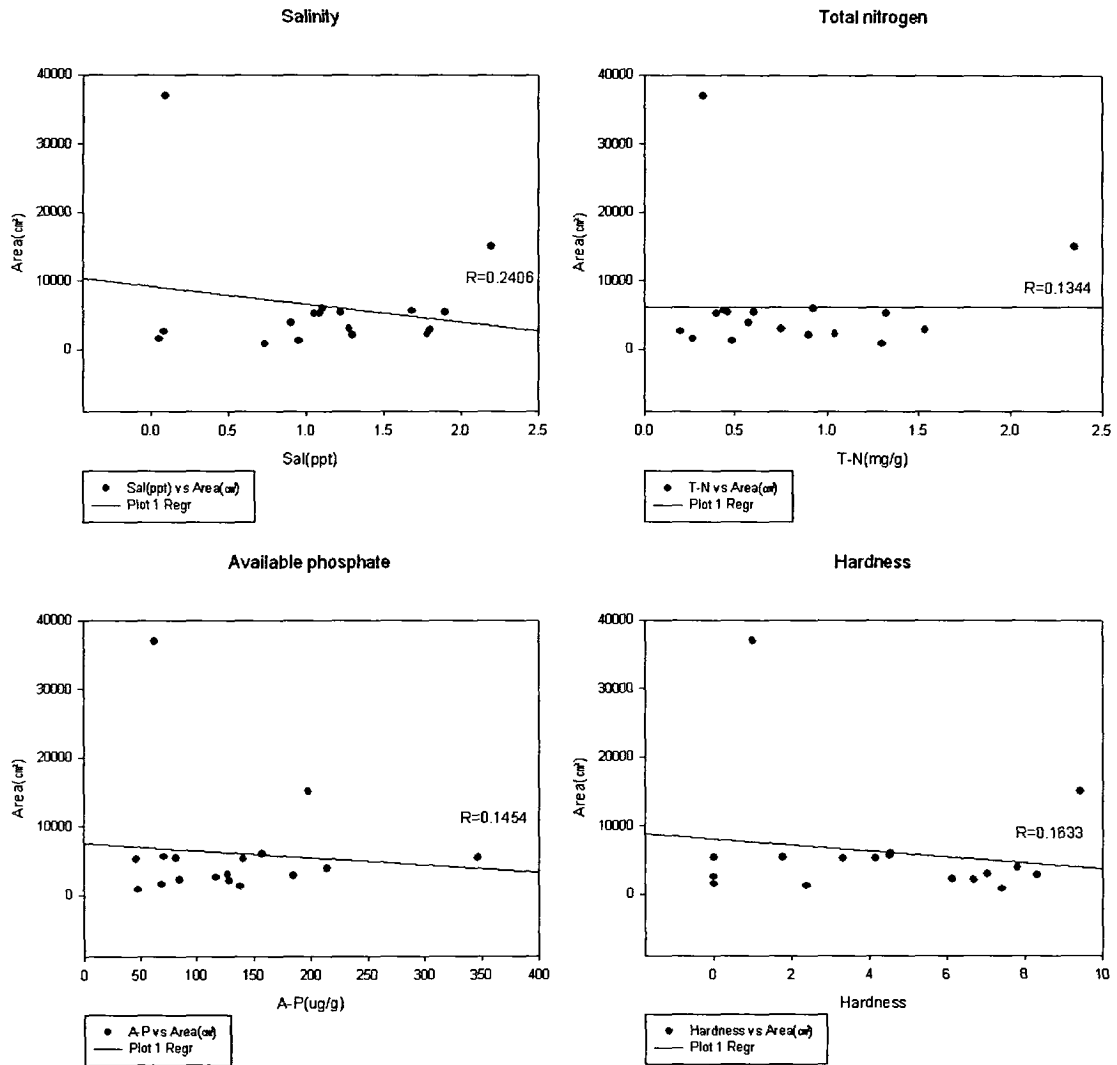 Salinity
40000
30000
20000
10000
0
Area(㎠)
R=0.2406
0.0 0.5 1.0 1.5 2.0 2.5
Sal(ppt)
Sal(ppt) vs Area(㎠)
Plot 1 Regr
Total nitrogen
40000
30000
20000
10000
0
Area(㎠)
R=0.1344
0.0 0.5 1.0 1.5 2.0 2.5
T-N(mg/g)
T-N vs Area(㎠)
Plot 1 Regr
Available phosphate
40000
30000
20000
10000
0
Area(㎠)
R=0.1454
0 50 100 150 200 250 300 350 400
A-P(ug/g)
A-P vs Area(㎠)
Plot 1 Regr
Hardness
40000
30000
20000
10000
0
Area(㎠)
R=0.1633
0 2 4 6 8 10
Hardness
Hardness vs Area(㎠)
Plot 1 Regr